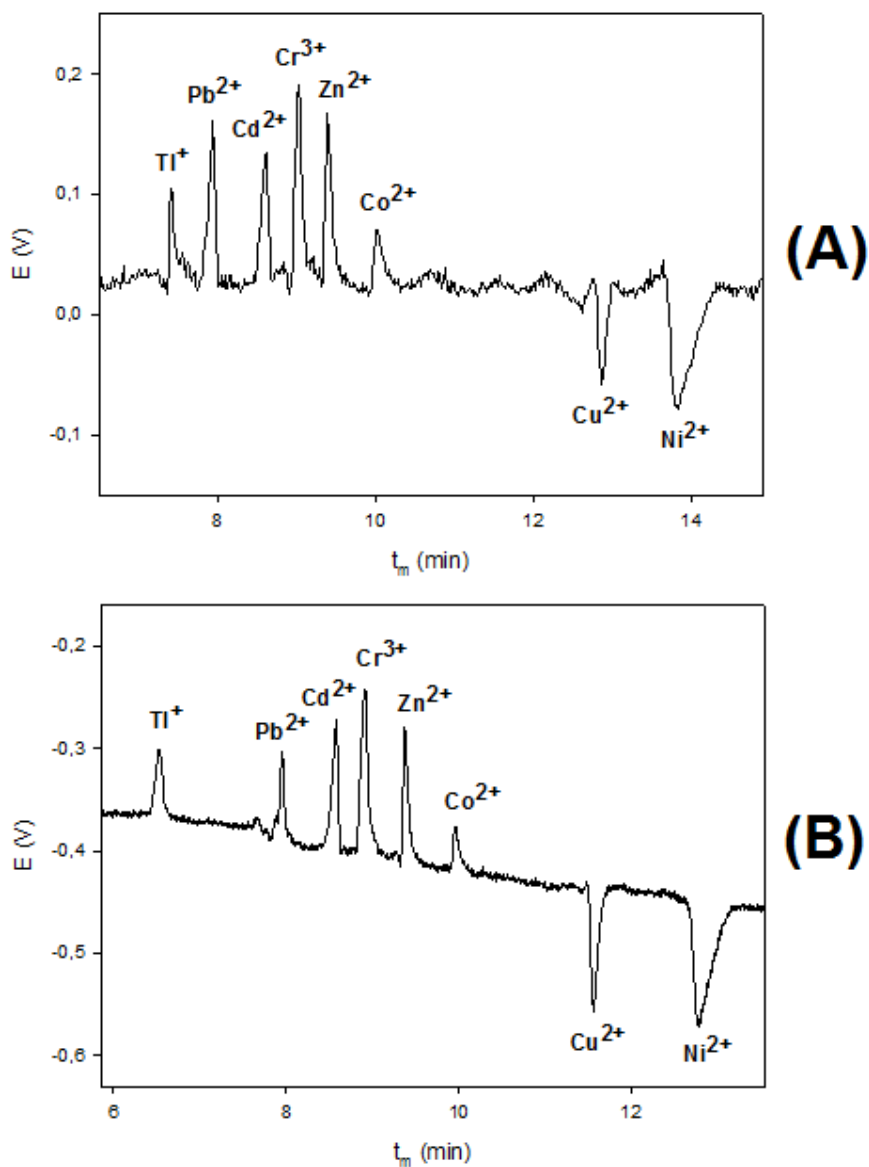 0,2
0,1
0,0
-0,1
E (V)
Tl⁺
Pb²⁺
Cd²⁺
Cr³⁺
Zn²⁺
Co²⁺
Cu²⁺
Ni²⁺
8 10 12 14
tₘ (min)
(A)
-0,2
-0,3
-0,4
-0,5
-0,6
E (V)
Tl⁺
Pb²⁺
Cd²⁺
Cr³⁺
Zn²⁺
Co²⁺
Cu²⁺
Ni²⁺
6 8 10 12
tₘ (min)
(B)